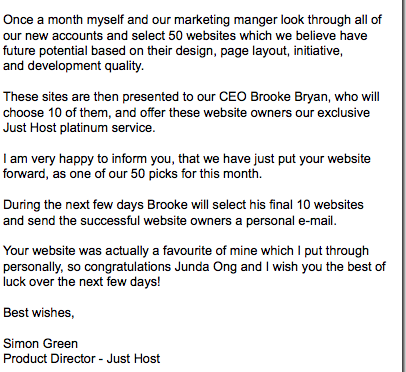 Once a month myself and our marketing manger look through all of
our new accounts and select 50 websites which we believe have
future potential based on their design, page layout, initiative,
and development quality.
These sites are then presented to our CEO Brooke Bryan, who will
choose 10 of them, and offer these website owners our exclusive
Just Host platinum service.
I am very happy to inform you, that we have just put your website
forward, as one of our 50 picks for this month.
During the next few days Brooke will select his final 10 websites
and send the successful website owners a personal e-mail.
Your website was actually a favourite of mine which I put through
personally, so congratulations Junda Ong and I wish you the best of
luck over the next few days!
Best wishes,
Simon Green
Product Director - Just Host